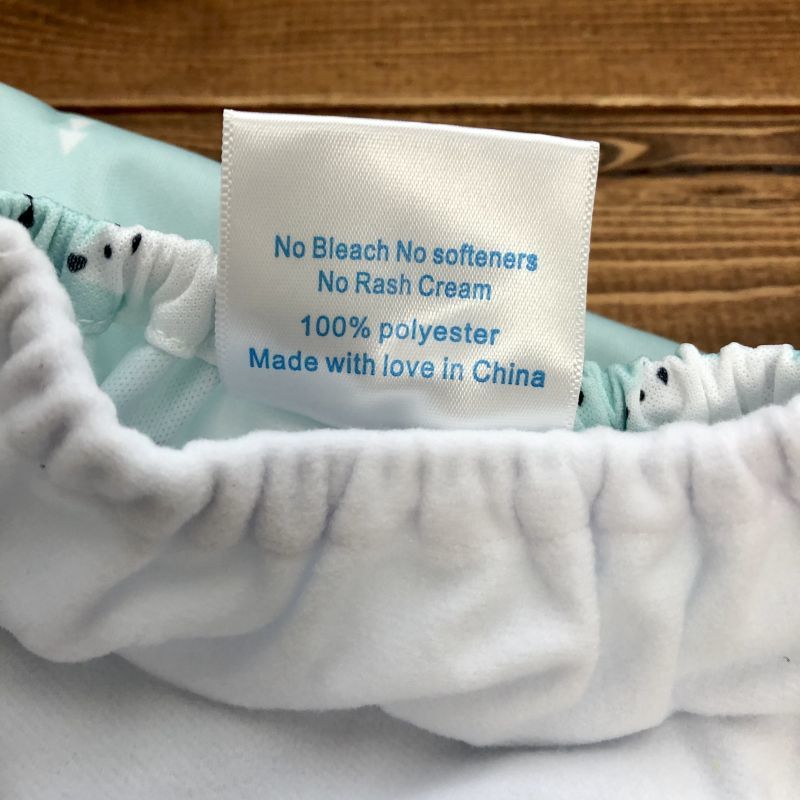 No Bleach No softeners
No Rash Cream
100% polyester
Made with love in China